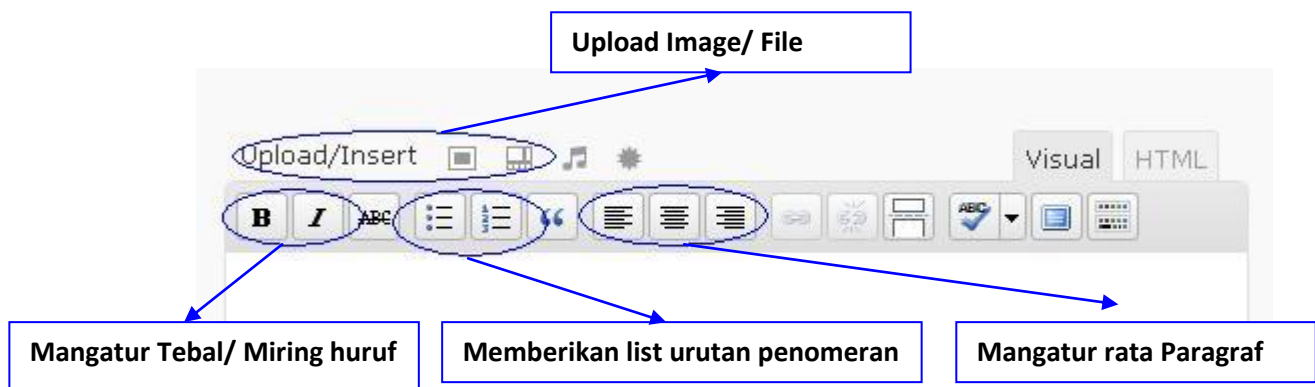 Upload Image/ File
Upload/Insert
Visual HTML
B I ABC ABC
Mangatur Tebal/ Miring huruf
Memberikan list urutan penomeran
Mangatur rata Paragraf